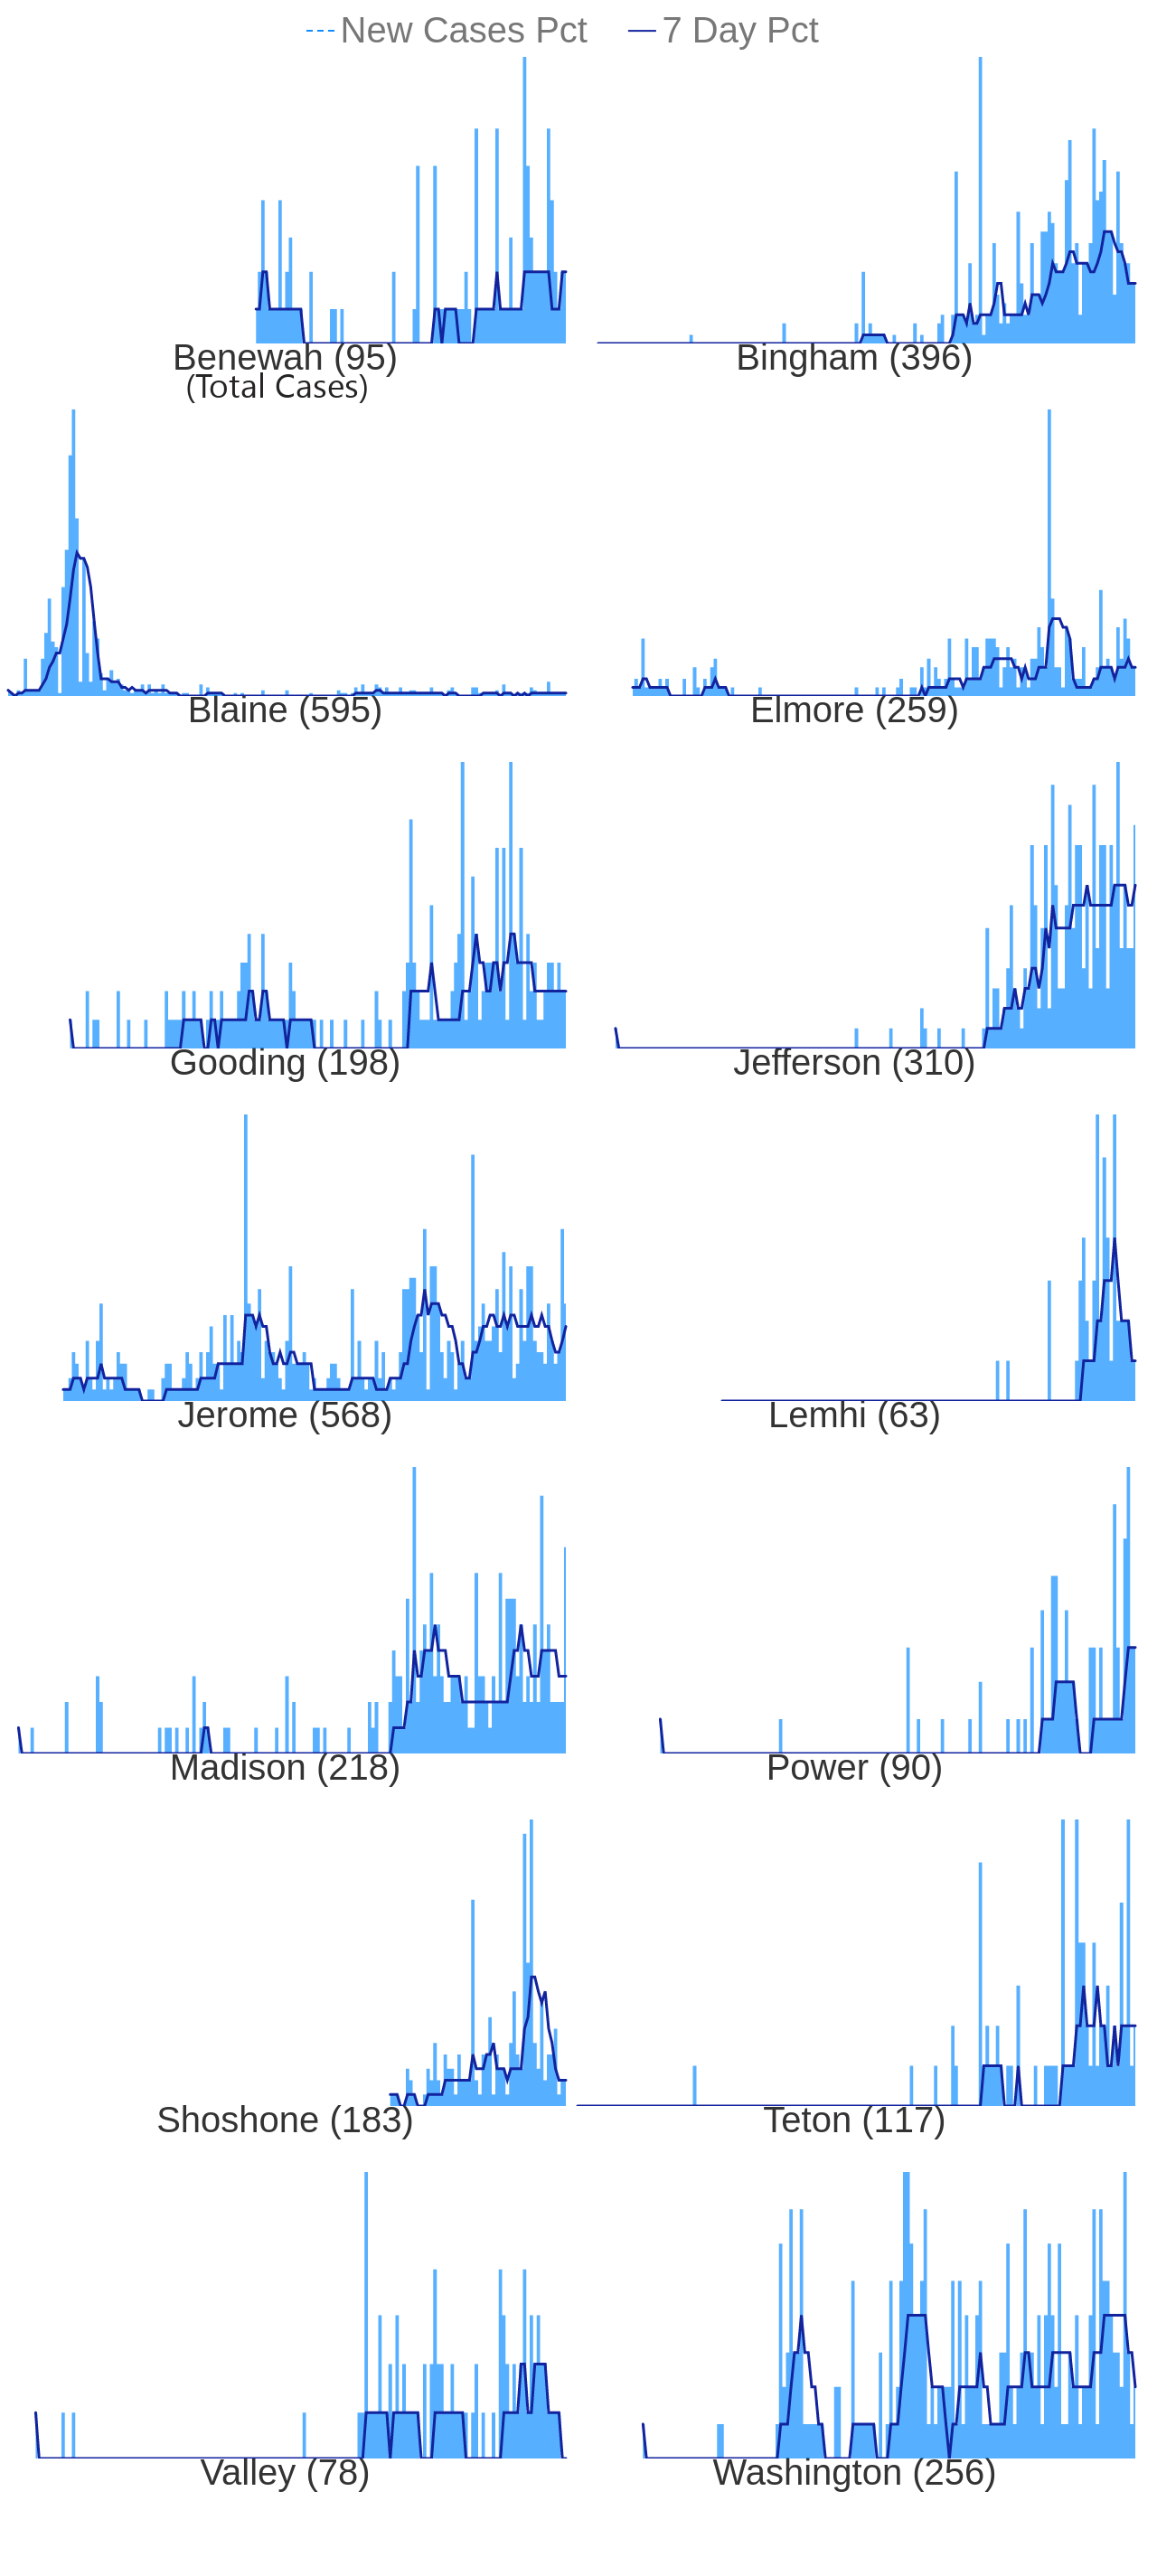 New Cases Pct 7 Day Pct
Benewah (95) Bingham (396)
(Total Cases)
Blaine (595) Elmore (259)
Gooding (198) Jefferson (310)
Jerome (568) Lemhi (63)
Madison (218) Power (90)
Shoshone (183) Teton (117)
Valley (78) Washington (256)